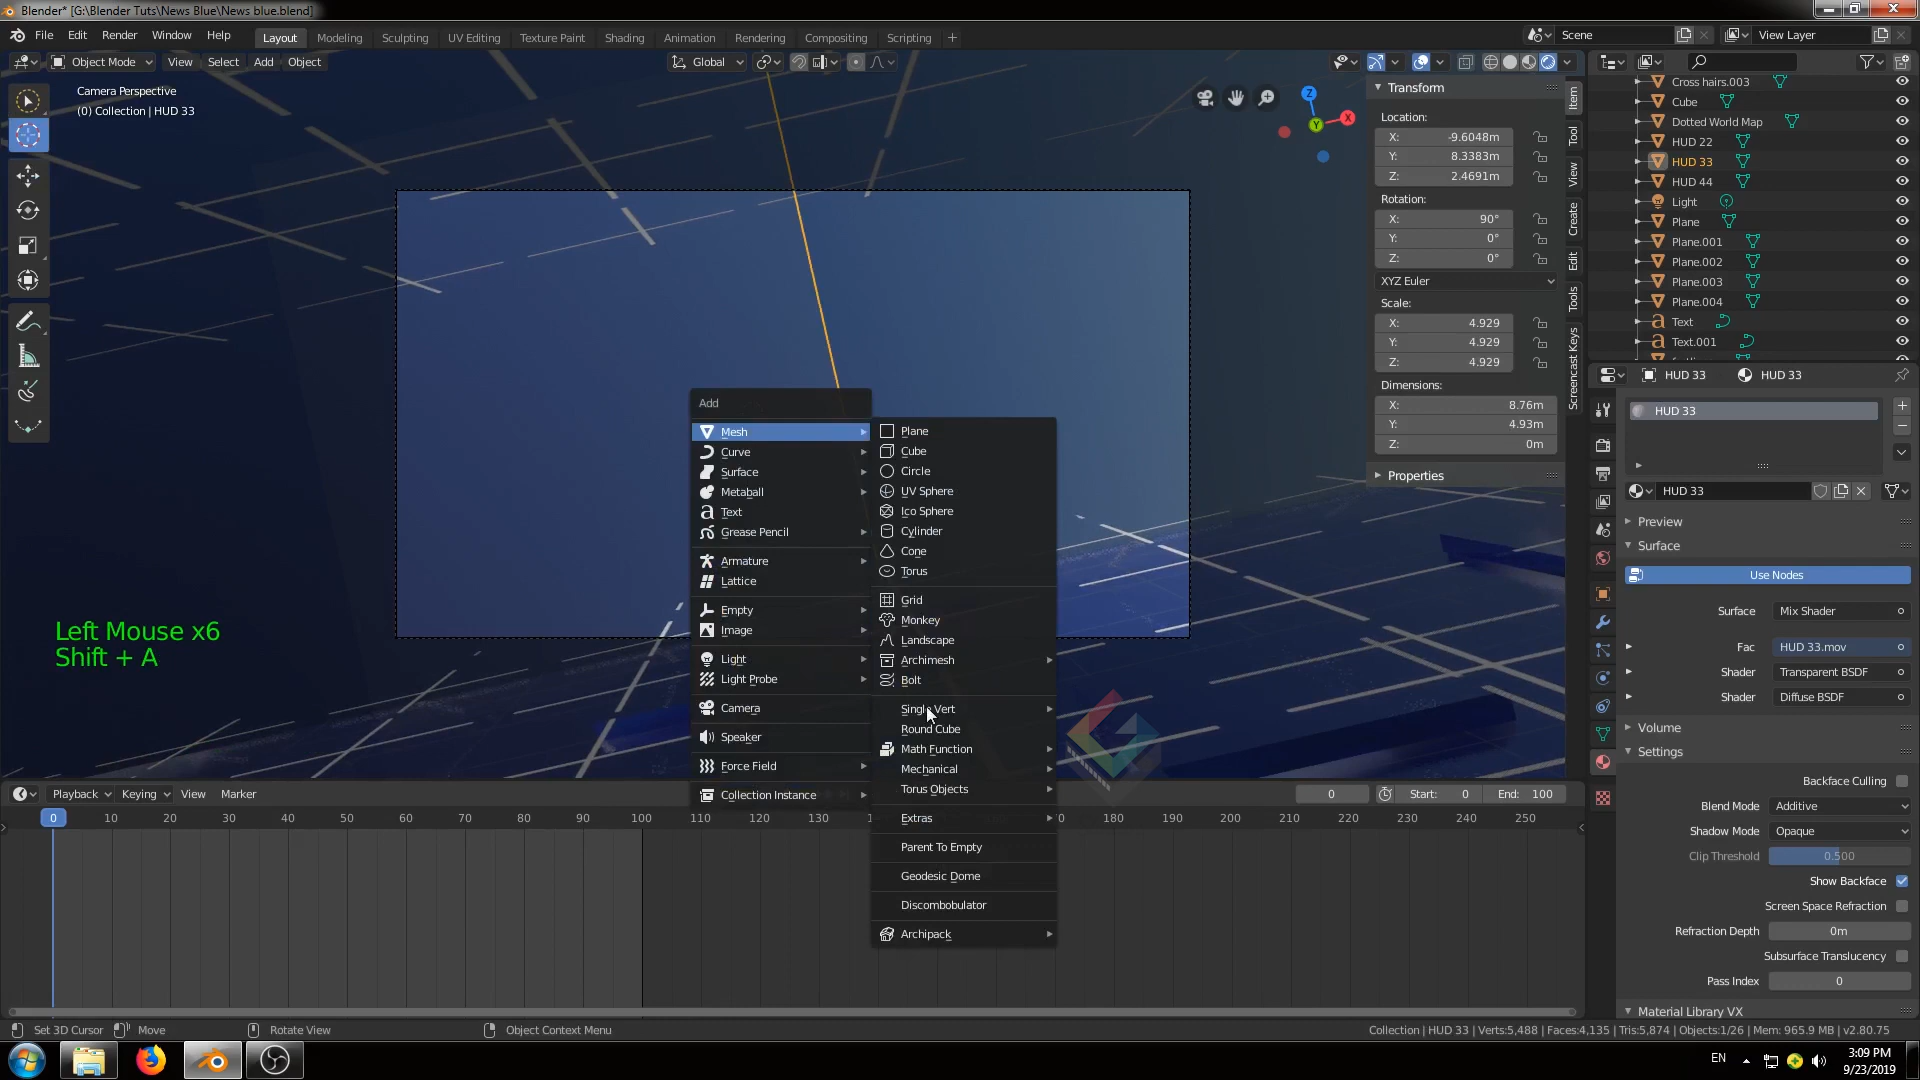 Blender* [G:\Blender Tuts\News Blue\News blue.blend]
File Edit Render Window Help Layout Modeling Sculpting UV Editing Texture Paint Shading Animation Rendering Compositing Scripting Scene View Layer
Object Mode View Select Add Object Global
Camera Perspective
(0) Collection | HUD 33
Z
Y
X
Transform
Location:
X: -9.6048m
Y: 8.3383m
Z: 2.4691m
Rotation:
X: 90°
Y: 0°
Z: 0°
XYZ Euler
Scale:
X: 4.929
Y: 4.929
Z: 4.929
Dimensions:
X: 8.76m
Y: 4.93m
Z: 0m
Properties
Item
Tool
View
Create
Edit
Tools
Screencast Keys
Cross hairs.003
Cube
Dotted World Map
HUD 22
HUD 33
HUD 44
Light
Plane
Plane.001
Plane.002
Plane.003
Plane.004
Text
Text.001
HUD 33 HUD 33
HUD 33
HUD 33
Preview
Surface
Use Nodes
Surface Mix Shader
Fac HUD 33.mov
Shader Transparent BSDF
Shader Diffuse BSDF
Volume
Settings
Backface Culling
Blend Mode Additive
Shadow Mode Opaque
Clip Threshold 0.500
Show Backface
Screen Space Refraction
Refraction Depth 0m
Subsurface Translucency
Pass Index 0
Material Library VX
Add
Mesh
Curve
Surface
Metaball
Text
Grease Pencil
Armature
Lattice
Empty
Image
Light
Light Probe
Camera
Speaker
Force Field
Collection Instance
Plane
Cube
Circle
UV Sphere
Ico Sphere
Cylinder
Cone
Torus
Grid
Monkey
Landscape
Archimesh
Bolt
Single Vert
Round Cube
Math Function
Mechanical
Torus Objects
Extras
Parent To Empty
Geodesic Dome
Discombobulator
Archipack
Left Mouse x6
Shift + A
Playback Keying View Marker 0 Start: 0 End: 100
0 10 20 30 40 50 60 70 80 90 100 110 120 130 180 190 200 210 220 230 240 250
Set 3D Cursor Move Rotate View Object Context Menu Collection | HUD 33 | Verts:5,488 | Faces:4,135 | Tris:5,874 | Objects:1/26 | Mem: 965.9 MB | v2.80.75
EN
3:09 PM
9/23/2019